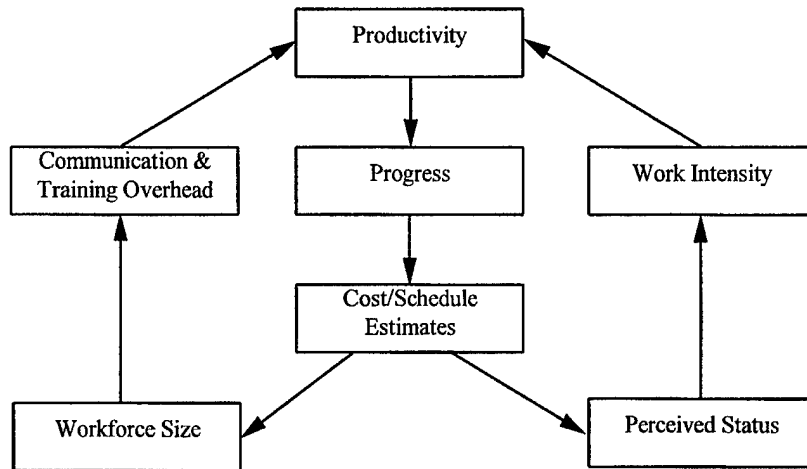 Productivity
Communication &
Training Overhead
Progress
Work Intensity
Cost/Schedule
Estimates
Workforce Size
Perceived Status